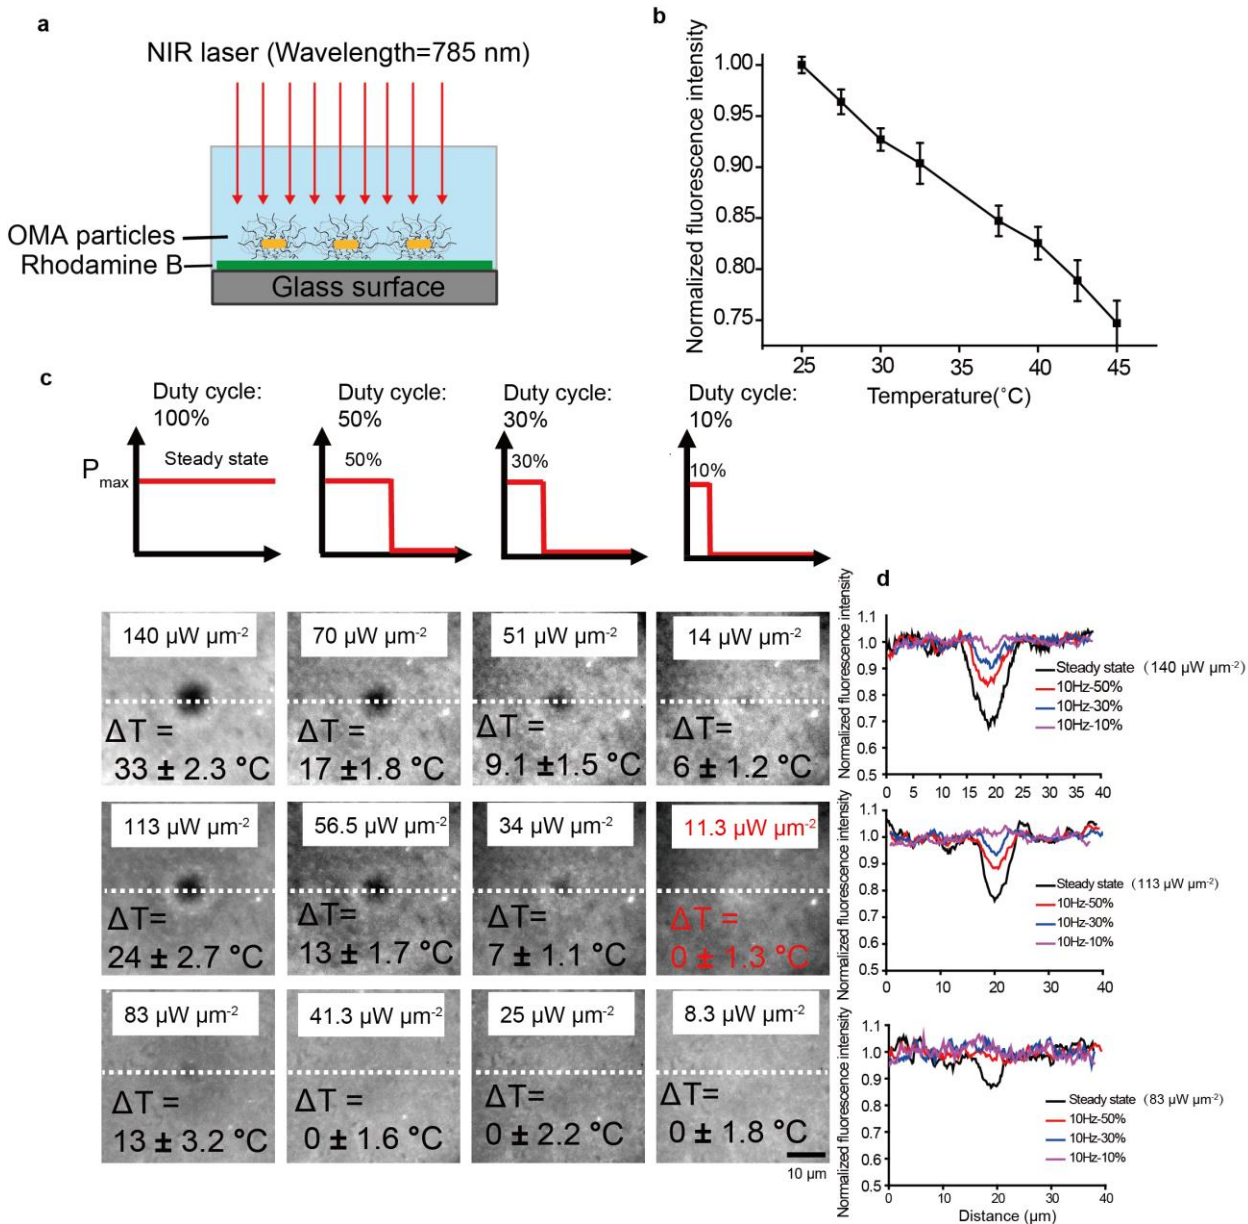 a
NIR laser (Wavelength=785 nm)
OMA particles
Rhodamine B
Glass surface
b
Normalized fluorescence intensity
1.00
0.95
0.90
0.85
0.80
0.75
25 30 35 40 45
Temperature(°C)
c
Duty cycle: 100%
Duty cycle: 50%
Duty cycle: 30%
Duty cycle: 10%
Pmax
Steady state
50%
30%
10%
140 µW µm-2
ΔT =
33 ± 2.3 °C
70 µW µm-2
ΔT =
17 ±1.8 °C
51 µW µm-2
ΔT =
9.1 ±1.5 °C
14 µW µm-2
ΔT =
6 ± 1.2 °C
113 µW µm-2
ΔT=
24 ± 2.7 °C
56.5 µW µm-2
ΔT=
13 ± 1.7 °C
34 µW µm-2
ΔT=
7 ± 1.1 °C
11.3 µW µm-2
ΔT =
0 ± 1.3 °C
83 µW µm-2
ΔT =
13 ± 3.2 °C
41.3 µW µm-2
ΔT =
0 ± 1.6 °C
25 µW µm-2
ΔT =
0 ± 2.2 °C
8.3 µW µm-2
ΔT =
0 ± 1.8 °C
10 µm
d
Normalized fluorescence intensity
1.1
1.0
0.9
0.8
0.7
0.6
0.5
0 5 10 15 20 25 30 35 40
Steady state (140 µW µm-2)
10Hz-50%
10Hz-30%
10Hz-10%
Normalized fluorescence intensity
1.1
1.0
0.9
0.8
0.7
0.6
0.5
0 10 20 30 40
Steady state (113 µW µm-2)
10Hz-50%
10Hz-30%
10Hz-10%
Normalized fluorescence intensity
1.1
1.0
0.9
0.8
0.7
0.6
0.5
0 10 20 30 40
Steady state (83 µW µm-2)
10Hz-50%
10Hz-30%
10Hz-10%
Distance (µm)